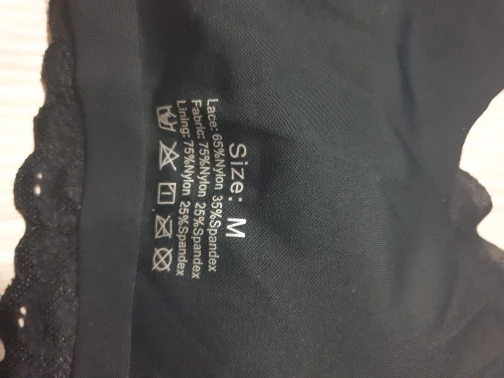 Size: M
Lace: 65%Nylon 35%Spandex
Fabric: 75%Nylon 25%Spandex
Lining: 75%Nylon 25%Spandex